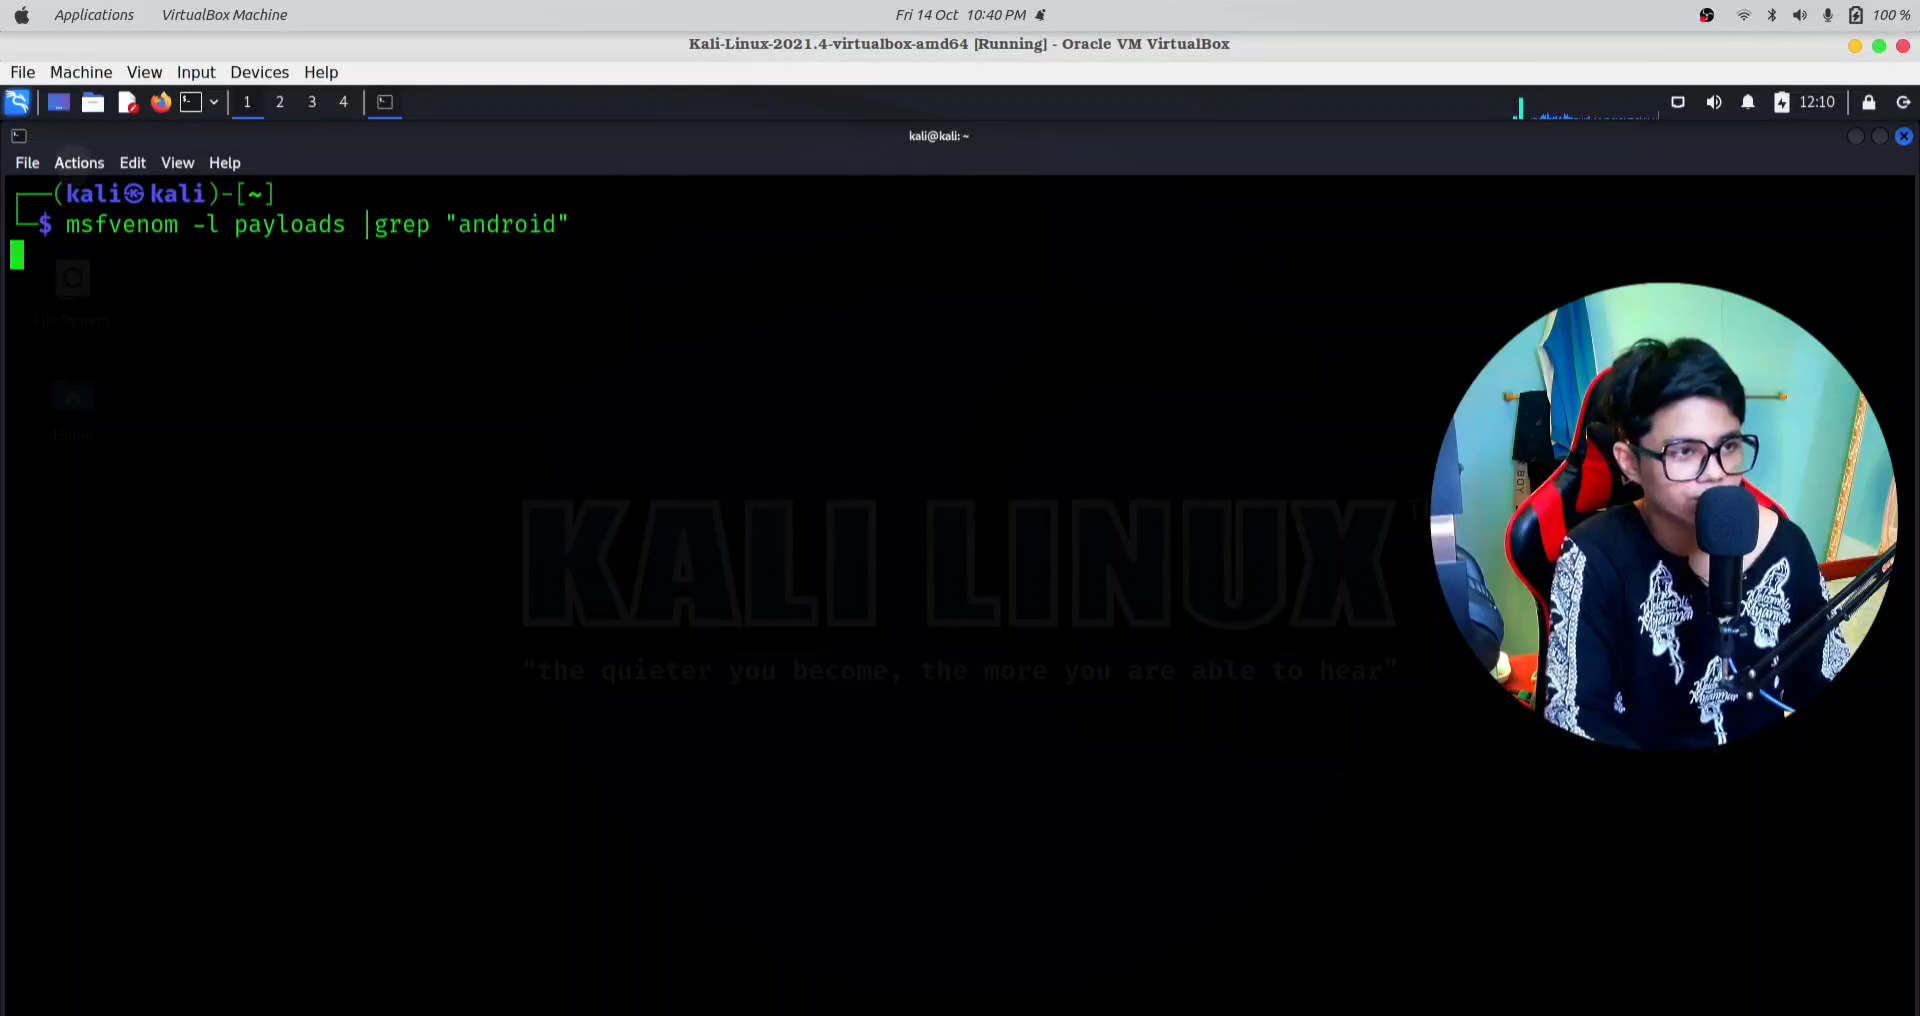 Applications VirtualBox Machine Fri 14 Oct 10:40 PM 100 %
Kali-Linux-2021.4-virtualbox-amd64 [Running] - Oracle VM VirtualBox
File Machine View Input Devices Help
1 2 3 4 12:10
kali@kali: ~
File Actions Edit View Help
(kali㉿kali)-[~]
$ msfvenom -l payloads |grep "android"
File System
Home
KALI LINUX
"the quieter you become, the more you are able to hear"